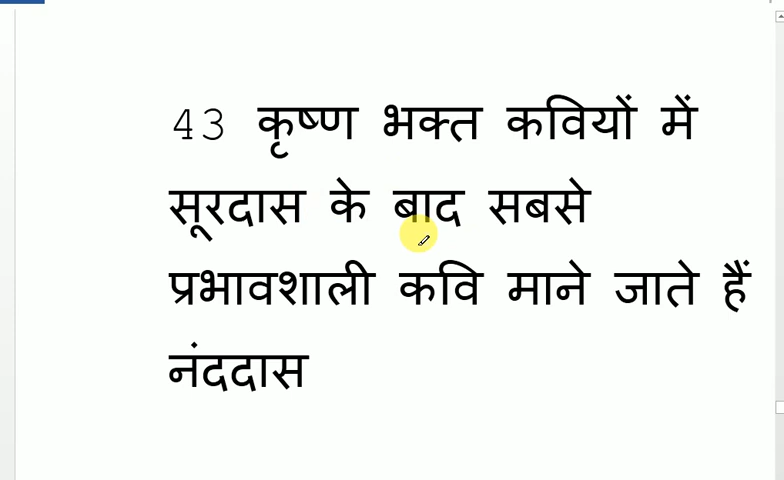 43 कृष्ण भक्त कवियों में
सूरदास के बाद सबसे
प्रभावशाली कवि माने जाते हैं
नंददास